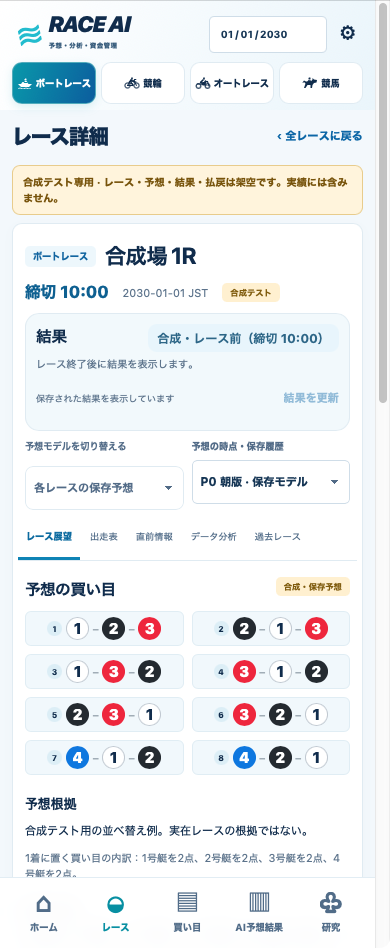 RACE AI
予想・分析・資金管理
01/01/2030
ボートレース
競輪
オートレース
競馬
レース詳細
‹ 全レースに戻る
合成テスト専用 · レース・予想・結果・払戻は架空です。実績には含み
ません。
ボートレース
合成場 1R
締切 10:00
2030-01-01 JST
合成テスト
結果
合成・レース前（締切 10:00）
レース終了後に結果を表示します。
保存された結果を表示しています
結果を更新
予想モデルを切り替える
予想の時点・保存履歴
各レースの保存予想
P0 朝版 · 保存モデル
レース展望
出走表
直前情報
データ分析
過去レース
予想の買い目
合成・保存予想
1 1 – 2 – 3
2 2 – 1 – 3
3 1 – 3 – 2
4 3 – 1 – 2
5 2 – 3 – 1
6 3 – 2 – 1
7 4 – 1 – 2
8 4 – 2 – 1
予想根拠
合成テスト用の並べ替え例。実在レースの根拠ではない。
1着に置く買い目の内訳：1号艇を2点、2号艇を2点、3号艇を2点、4
号艇を2点。
ホーム
レース
買い目
AI予想結果
研究